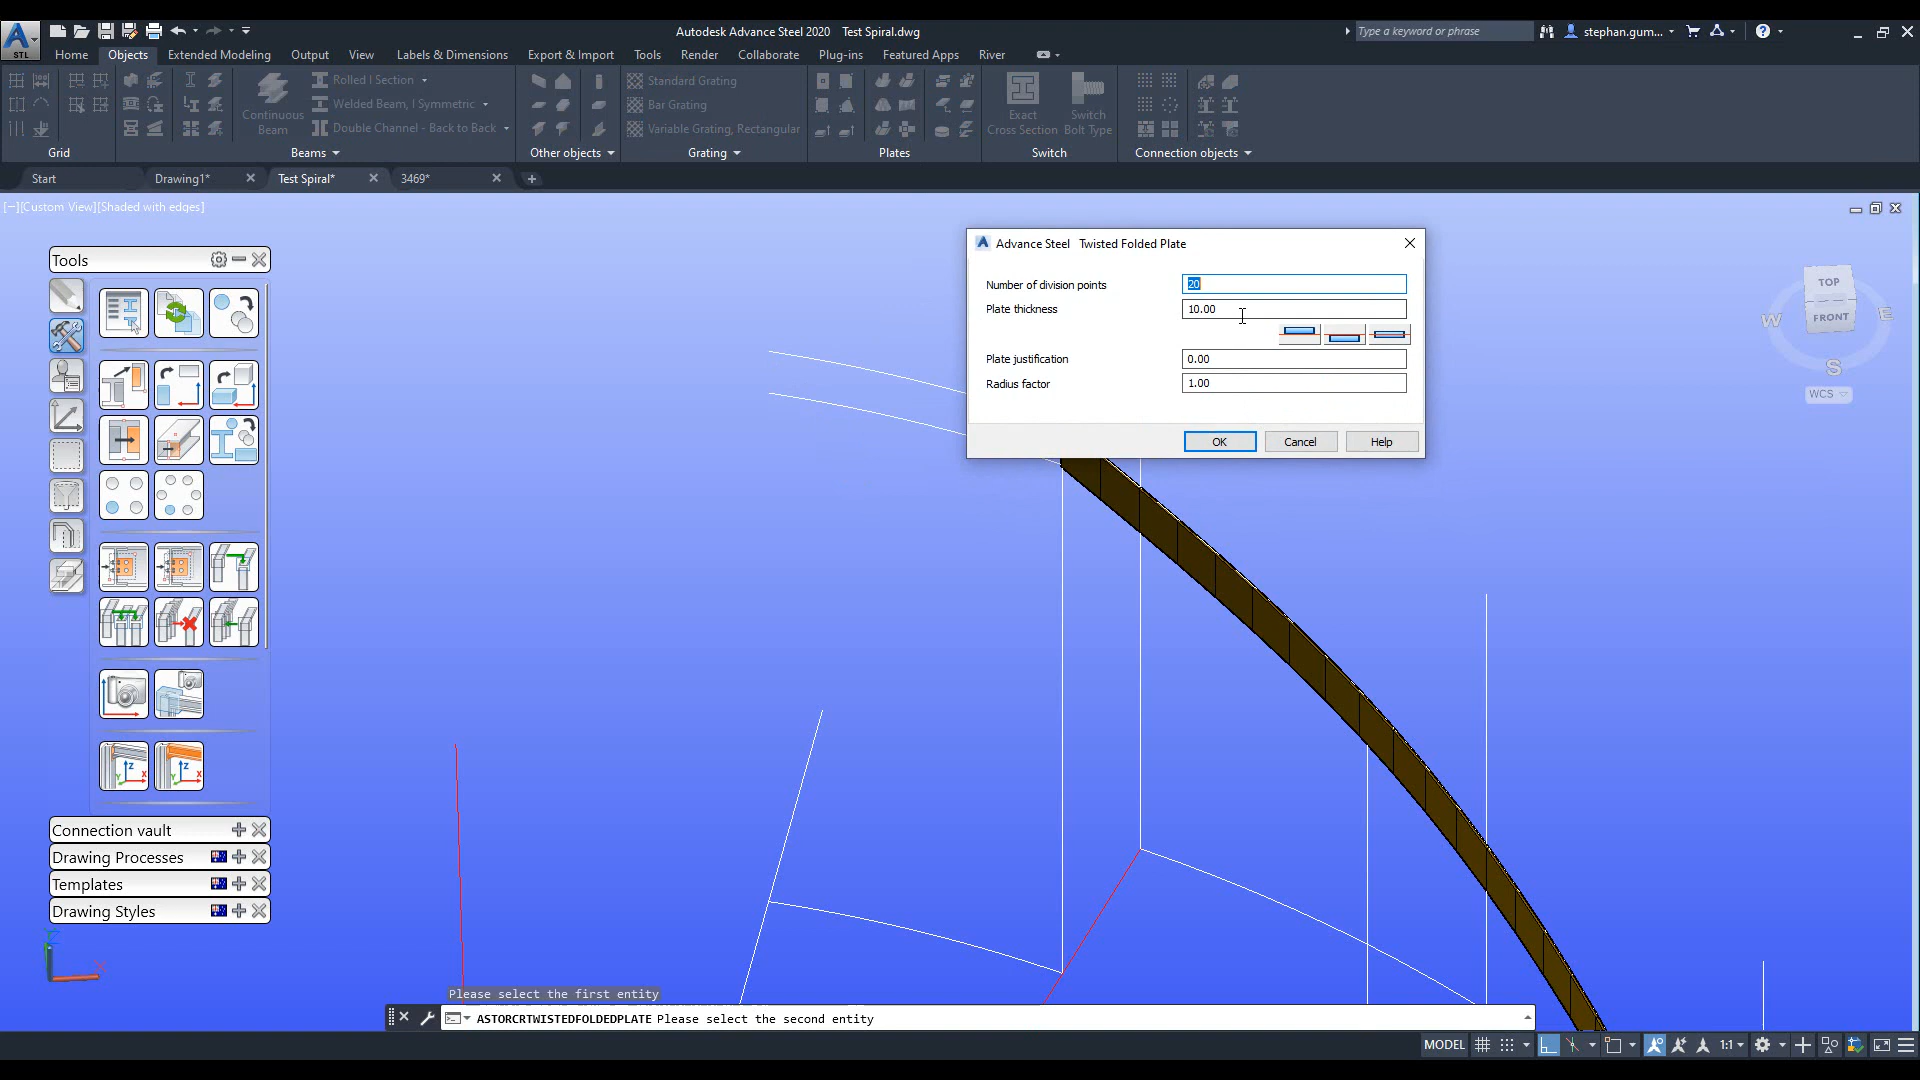 Autodesk Advance Steel 2020 Test Spiral.dwg
Type a keyword or phrase
stephan.gum...
STL
Home Objects Extended Modeling Output View Labels & Dimensions Export & Import Tools Render Collaborate Plug-ins Featured Apps River
Continuous Beam
Rolled I Section
Welded Beam, I Symmetric
Double Channel - Back to Back
Standard Grating
Bar Grating
Variable Grating, Rectangular
Exact Cross Section
Switch Bolt Type
Grid Beams Other objects Grating Plates Switch Connection objects
Start Drawing1* Test Spiral* 3469*
[−][Custom View][Shaded with edges]
Tools
Advance Steel Twisted Folded Plate
Number of division points 20
Plate thickness 10.00
Plate justification 0.00
Radius factor 1.00
OK Cancel Help
TOP
FRONT
W
E
S
WCS
Z
Y
X
Z
Y
X
Connection vault
Drawing Processes
Templates
Drawing Styles
Y
X
Please select the first entity
ASTORCRTWISTEDFOLDEDPLATE Please select the second entity
MODEL 1:1